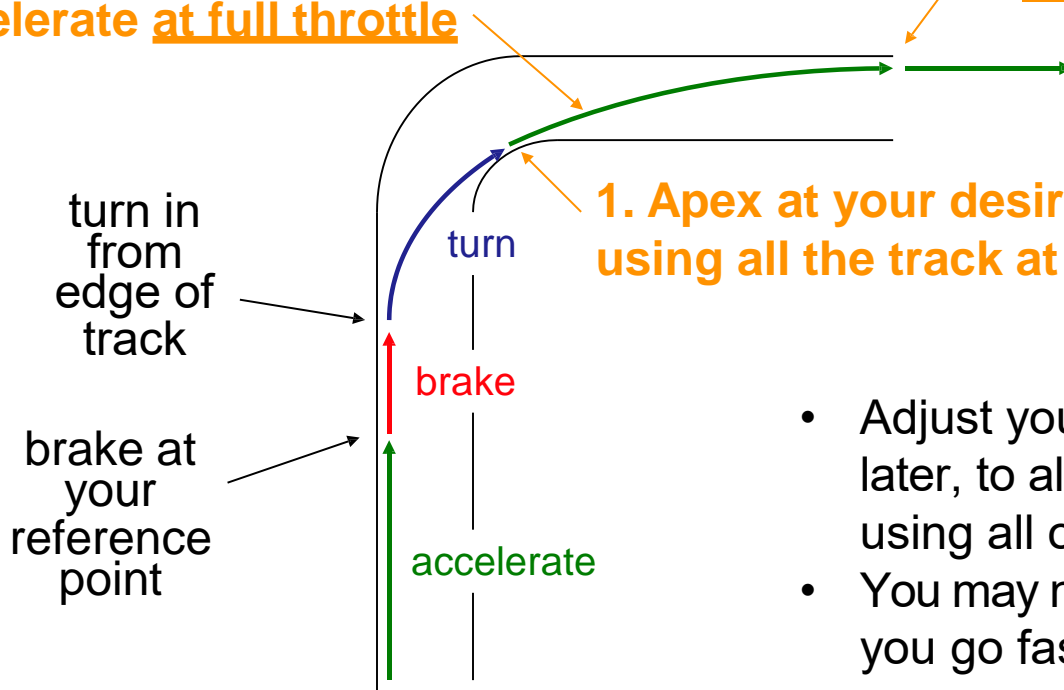 elerate at full throttle
1. Apex at your desir
using all the track at
turn in
from
edge of
track
turn
brake
brake at
your
reference
point
accelerate
• Adjust you
later, to al
using all
• You may
you go fas